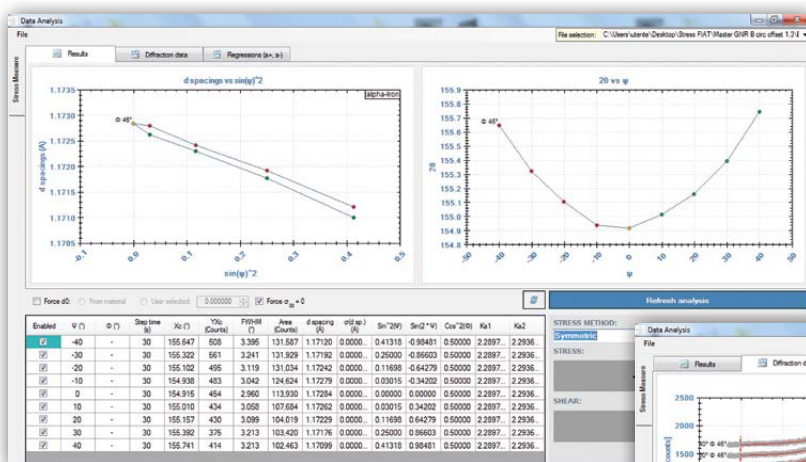 Data Analysis
File
File selection: C:\Users\utente\Desktop\Stress FIAT\Master GNR B circ offset 1.3\E
Results
Diffraction data
Regressions (a+, a-)
Stress Measure
d spacings vs sin(ψ)^2
alpha-iron
Φ 45°
1.1735
1.1730
1.1725
1.1720
1.1715
1.1710
1.1705
d spacings (A)
-0.1
0.0
0.1
0.2
0.3
0.4
0.5
sin(ψ)^2
2θ vs ψ
Φ 45°
155.9
155.8
155.7
155.6
155.5
155.4
155.3
155.2
155.1
155.0
154.9
154.8
2θ
-50
-40
-30
-20
-10
0
10
20
30
40
50
ψ
Force d0:
From material
User selected:
0.000000
Force σ33 = 0
Refresh analysis
Enabled Ψ (°) Φ (°) Step time (s) Xc (°) YXc (Counts) FWHM (°) Area (Counts) d spacing (Å) σ(d sp.) (Å) Sin^2(Ψ) Sin(2*Ψ) Cos^2(Φ) Ka1 Ka2
-40 - 30 155.647 508 3.395 131,587 1.17120 0.0000... 0.41318 -0.98481 0.50000 2.2897... 2.2936...
-30 - 30 155.322 561 3.241 131,929 1.17192 0.0000... 0.25000 -0.86603 0.50000 2.2897... 2.2936...
-20 - 30 155.102 495 3.119 131,034 1.17242 0.0000... 0.11698 -0.64279 0.50000 2.2897... 2.2936...
-10 - 30 154.938 483 3.042 124,624 1.17279 0.0000... 0.03015 -0.34202 0.50000 2.2897... 2.2936...
0 - 30 154.915 454 2.960 113,930 1.17284 0.0000... 0.00000 0.00000 0.50000 2.2897... 2.2936...
10 - 30 155.010 434 3.058 107,684 1.17262 0.0000... 0.03015 0.34202 0.50000 2.2897... 2.2936...
20 - 30 155.157 430 3.099 104,019 1.17229 0.0000... 0.11698 0.64279 0.50000 2.2897... 2.2936...
30 - 30 155.392 375 3.213 103,420 1.17176 0.0000... 0.25000 0.86603 0.50000 2.2897... 2.2936...
40 - 30 155.741 414 3.213 102,463 1.17099 0.0000... 0.41318 0.98481 0.50000 2.2897... 2.2936...
STRESS METHOD:
Symmetric
STRESS:
SHEAR:
Data Analysis
File
Results
Diffraction d
Stress Measure
2500
2000
1500
counts]